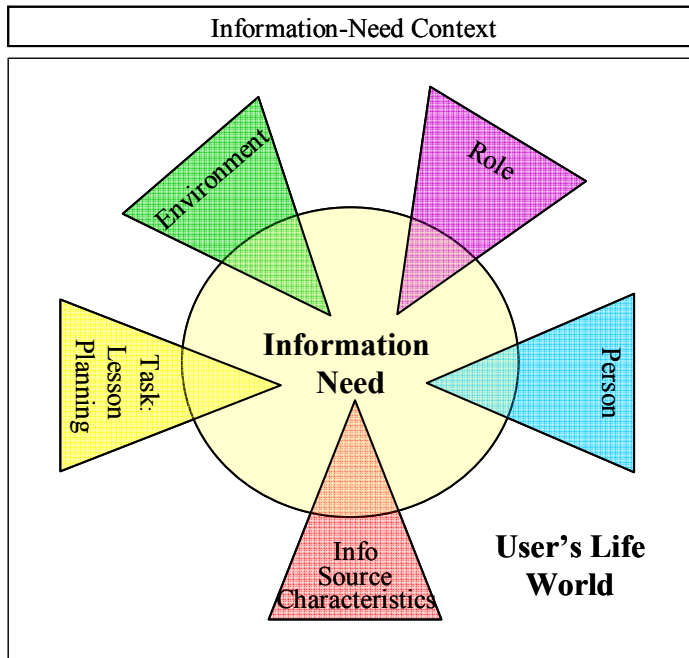 Information-Need Context
Environment
Role
Information
Need
Task:
Lesson
Planning
Person
Info
Source
Characteristics
User's Life
World